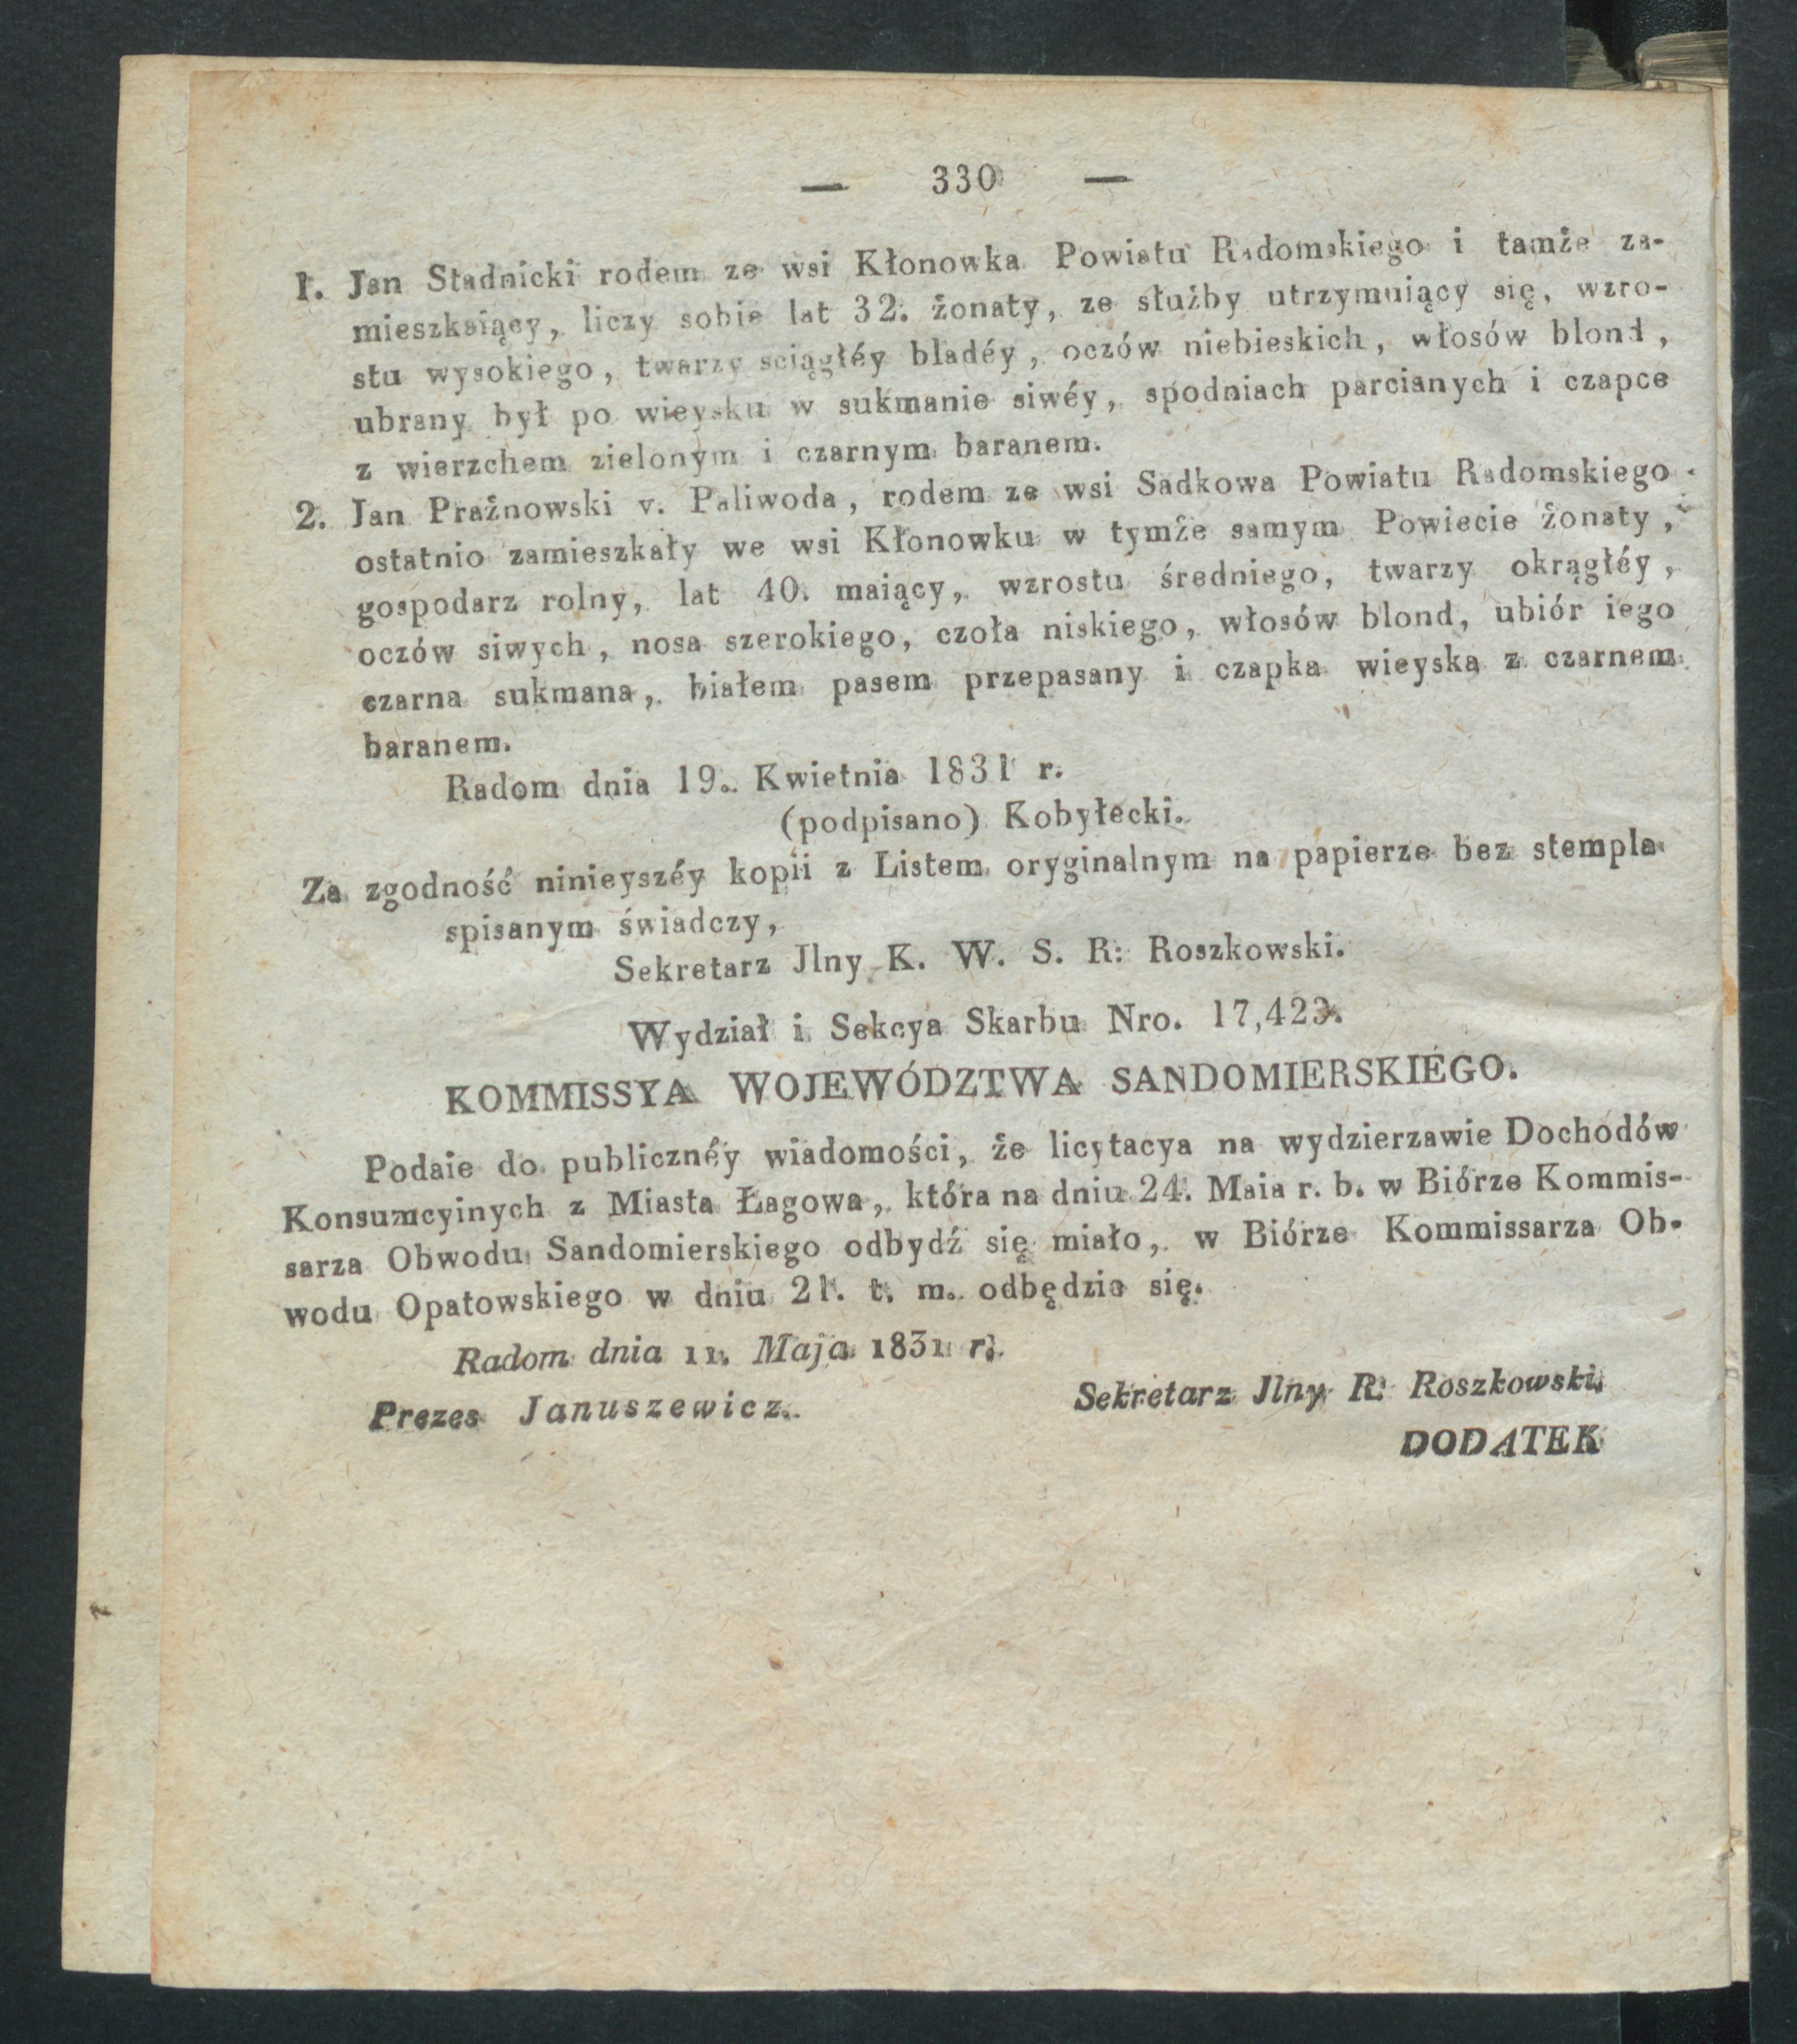 — 330 —
1. Jan Stadnicki rodem ze wsi Kłonowka Powiatu Radomskiego i tamże za-
mieszkaiący, liczy sobie lat 32. żonaty, ze służby utrzymuiący się, wzro-
stu wysokiego, twarzy sciągłéy bladéy, oczów niebieskich, włosów blond,
ubrany był po wieysku w sukmanie siwéy, spodniach parcianych i czapce
z wierzchem zielonym i czarnym baranem.
2. Jan Prażnowski v. Paliwoda, rodem ze wsi Sadkowa Powiatu Radomskiego
ostatnio zamieszkały we wsi Kłonowku w tymże samym Powiecie żonaty,
gospodarz rolny, lat 40. maiący, wzrostu średniego, twarzy okrągłéy,
oczów siwych, nosa szerokiego, czoła niskiego, włosów blond, ubiór iego
czarna sukmana, białem pasem przepasany i czapka wieyska z czarnem
baranem.
Radom dnia 19. Kwietnia 1831 r.
(podpisano) Kobyłecki.
Za zgodność ninieyszéy kopii z Listem oryginalnym na papierze bez stempla
spisanym świadczy,
Sekretarz Jlny K. W. S. R: Roszkowski.
Wydział i Sekcya Skarbu Nro. 17,423.
KOMMISSYA WOJEWÓDZTWA SANDOMIERSKIÉGO.
Podaie do publicznéy wiadomości, że licytacya na wydzierzawie Dochodów
Konsumcyinych z Miasta Łagowa, która na dniu 24. Maia r. b. w Biórze Kommis-
sarza Obwodu Sandomierskiego odbydź się miało, w Biórze Kommissarza Ob-
wodu Opatowskiego w dniu 21. t. m. odbędzie się.
Radom dnia 11. Maja 1831 r.
Prezes Januszewicz.
Sekretarz Jlny R: Roszkowski.
DODATEK